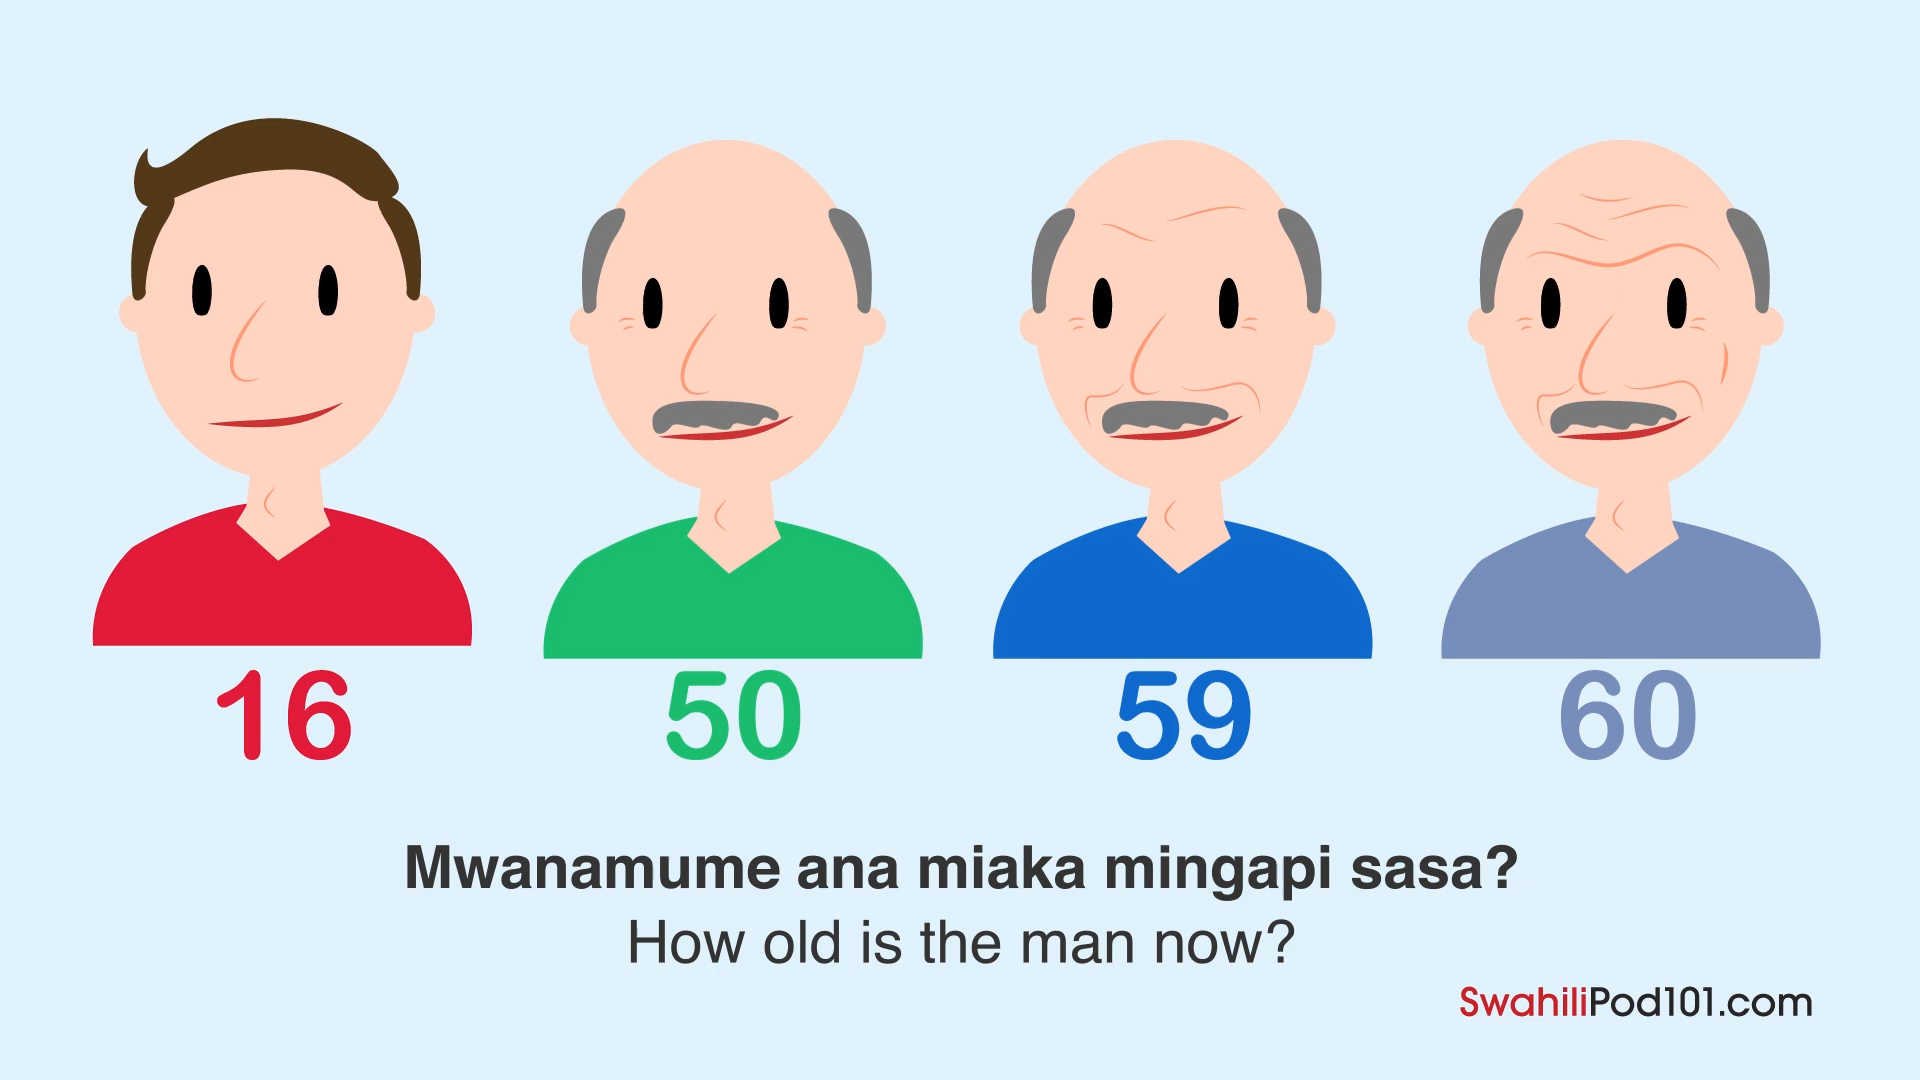 16
50
59
60
Mwanamume ana miaka mingapi sasa?
How old is the man now?
SwahiliPod101.com